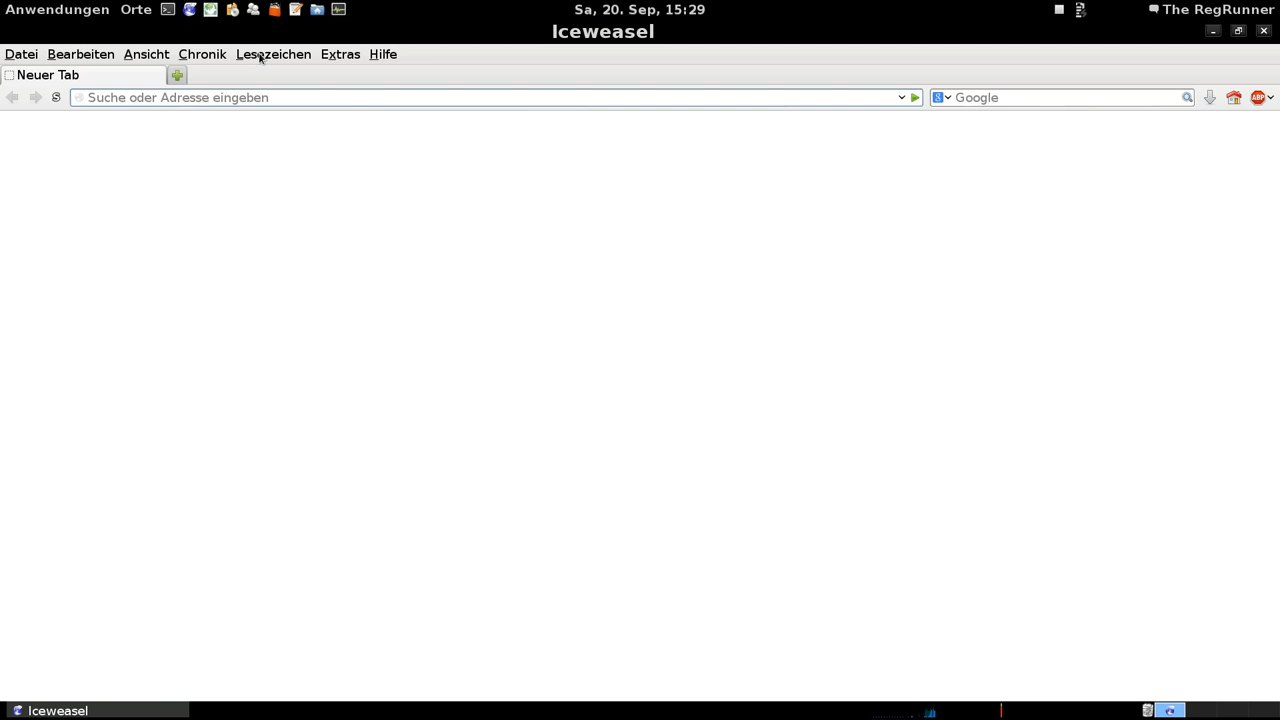 Anwendungen Orte Sa, 20. Sep, 15:29 The RegRunner
Iceweasel
Datei Bearbeiten Ansicht Chronik Lesezeichen Extras Hilfe
Neuer Tab
Suche oder Adresse eingeben Google ABP
Iceweasel